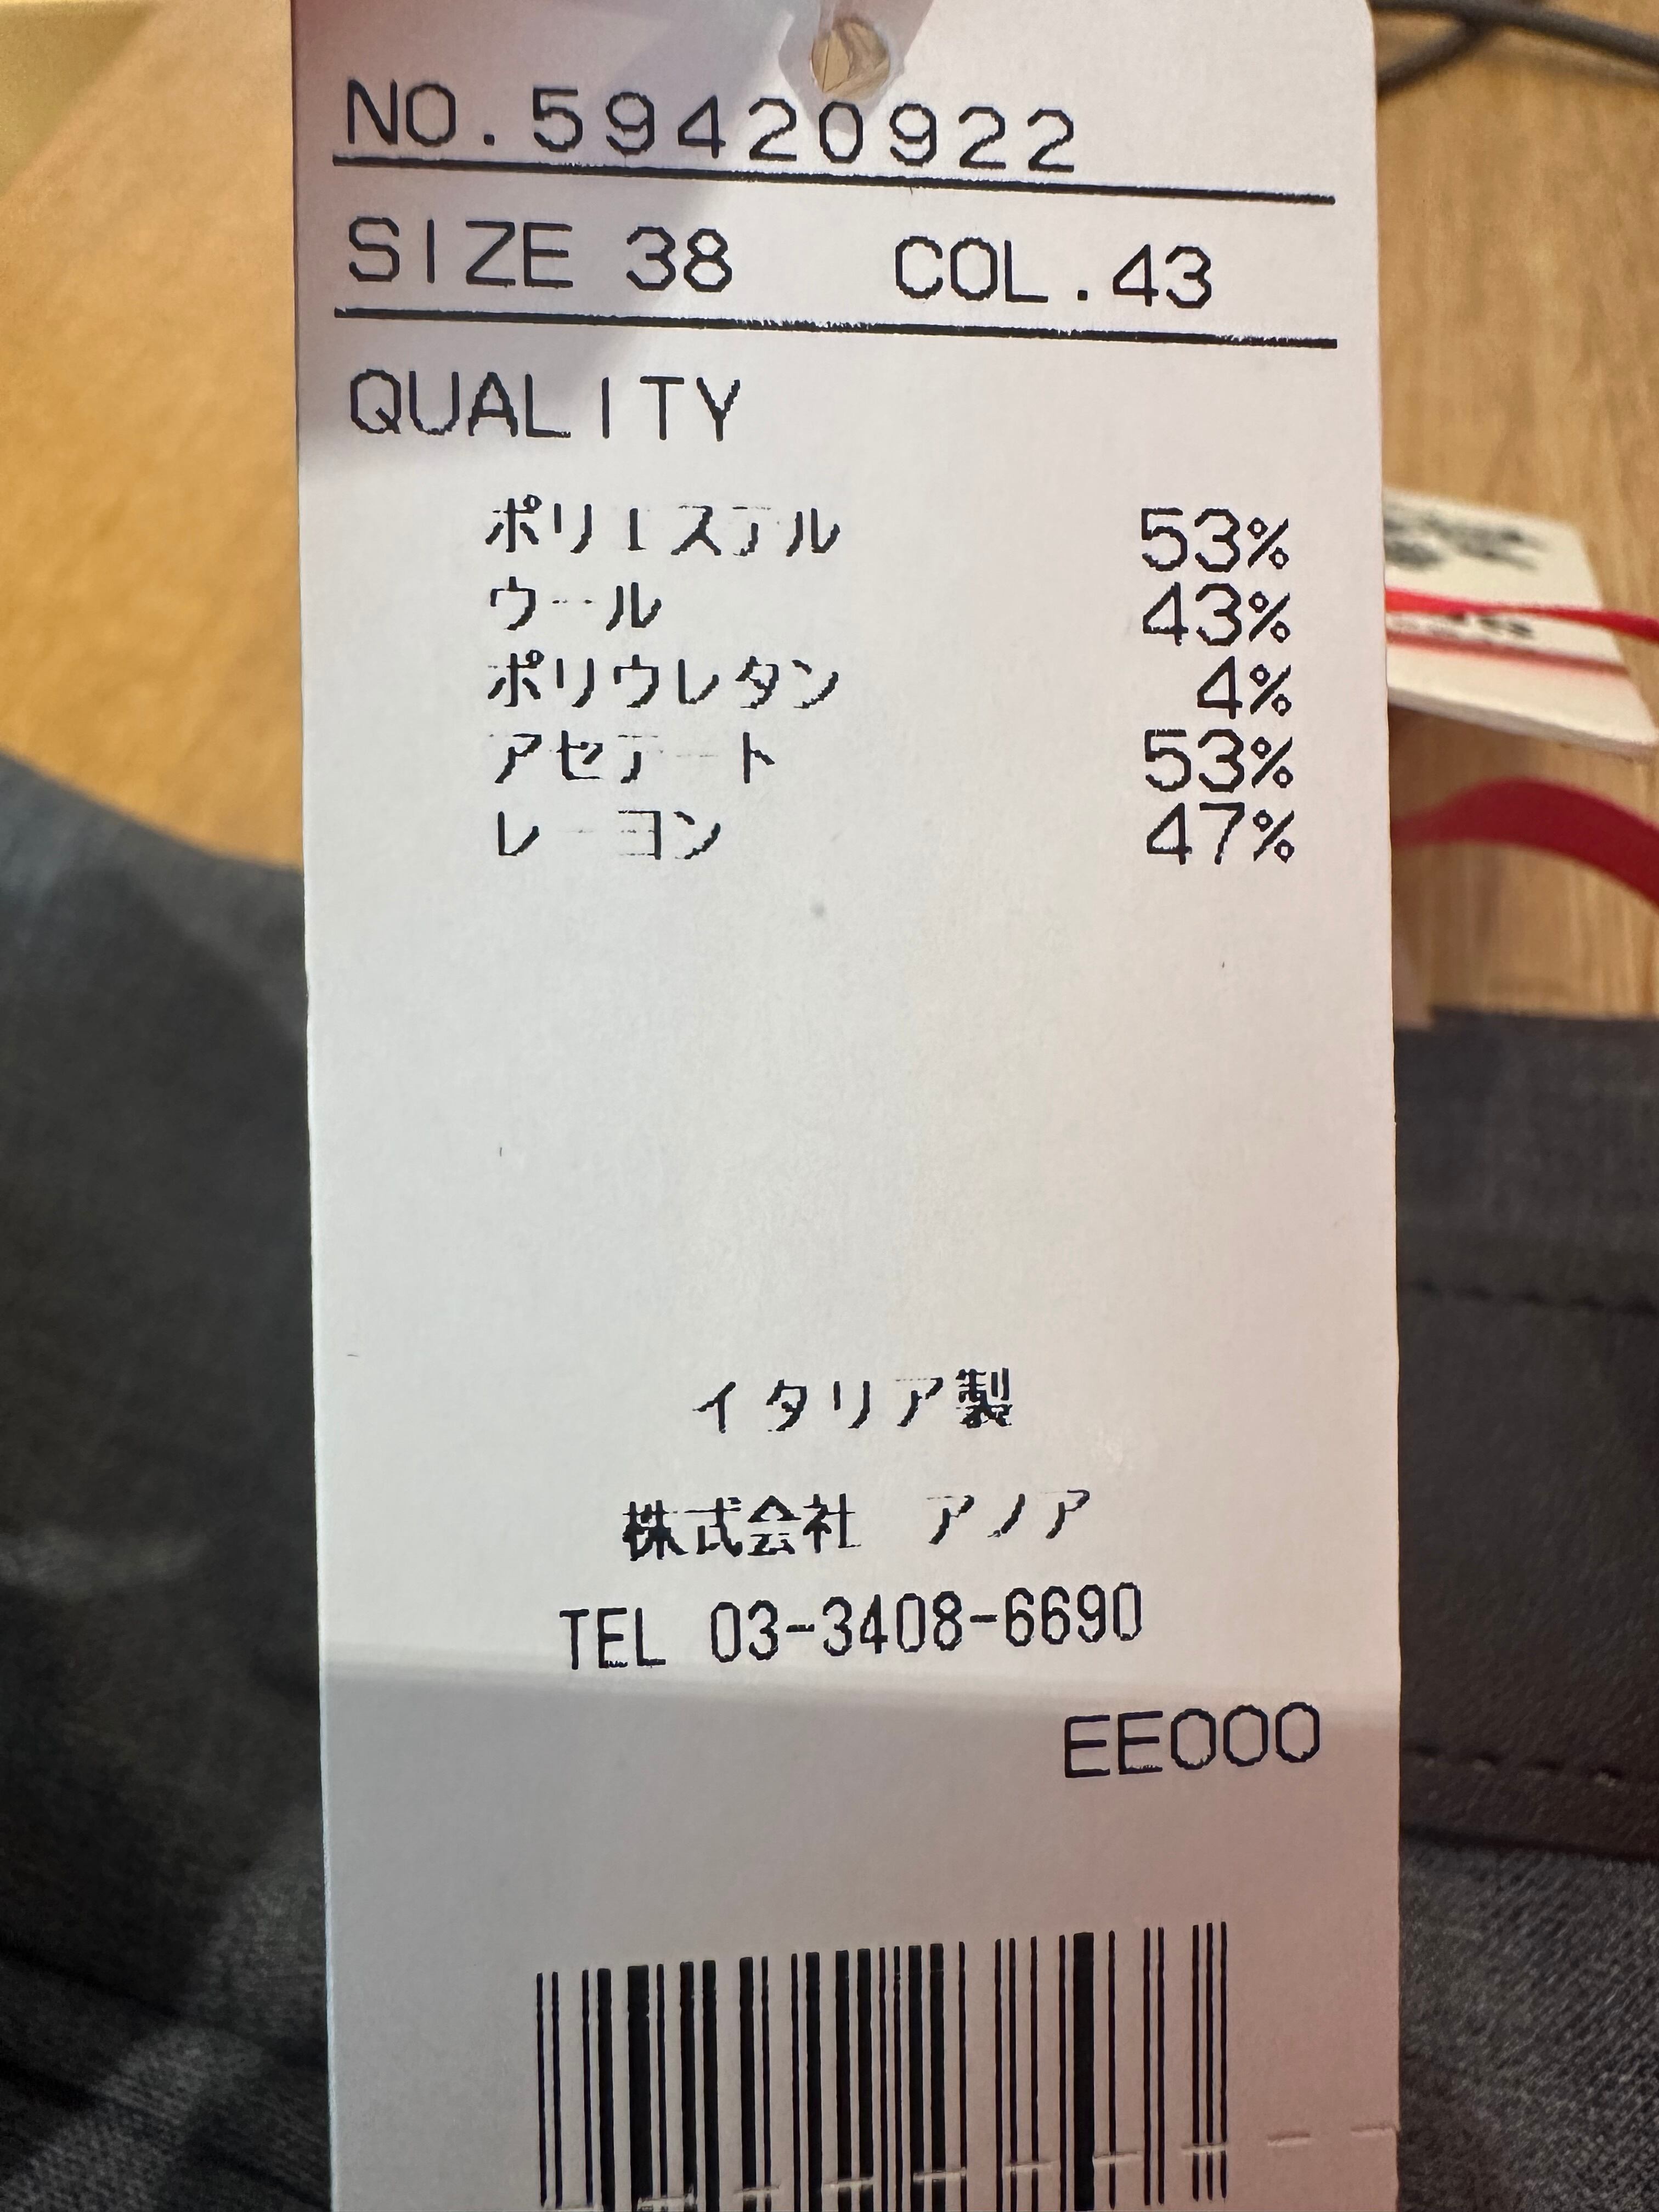 NO.59420922
SIZE 38 COL.43
QUALITY
ポリエステル 53%
ウール 43%
ポリウレタン 4%
アセテート 53%
レーヨン 47%
イタリア製
株式会社 アノア
TEL 03-3408-6690
EE000